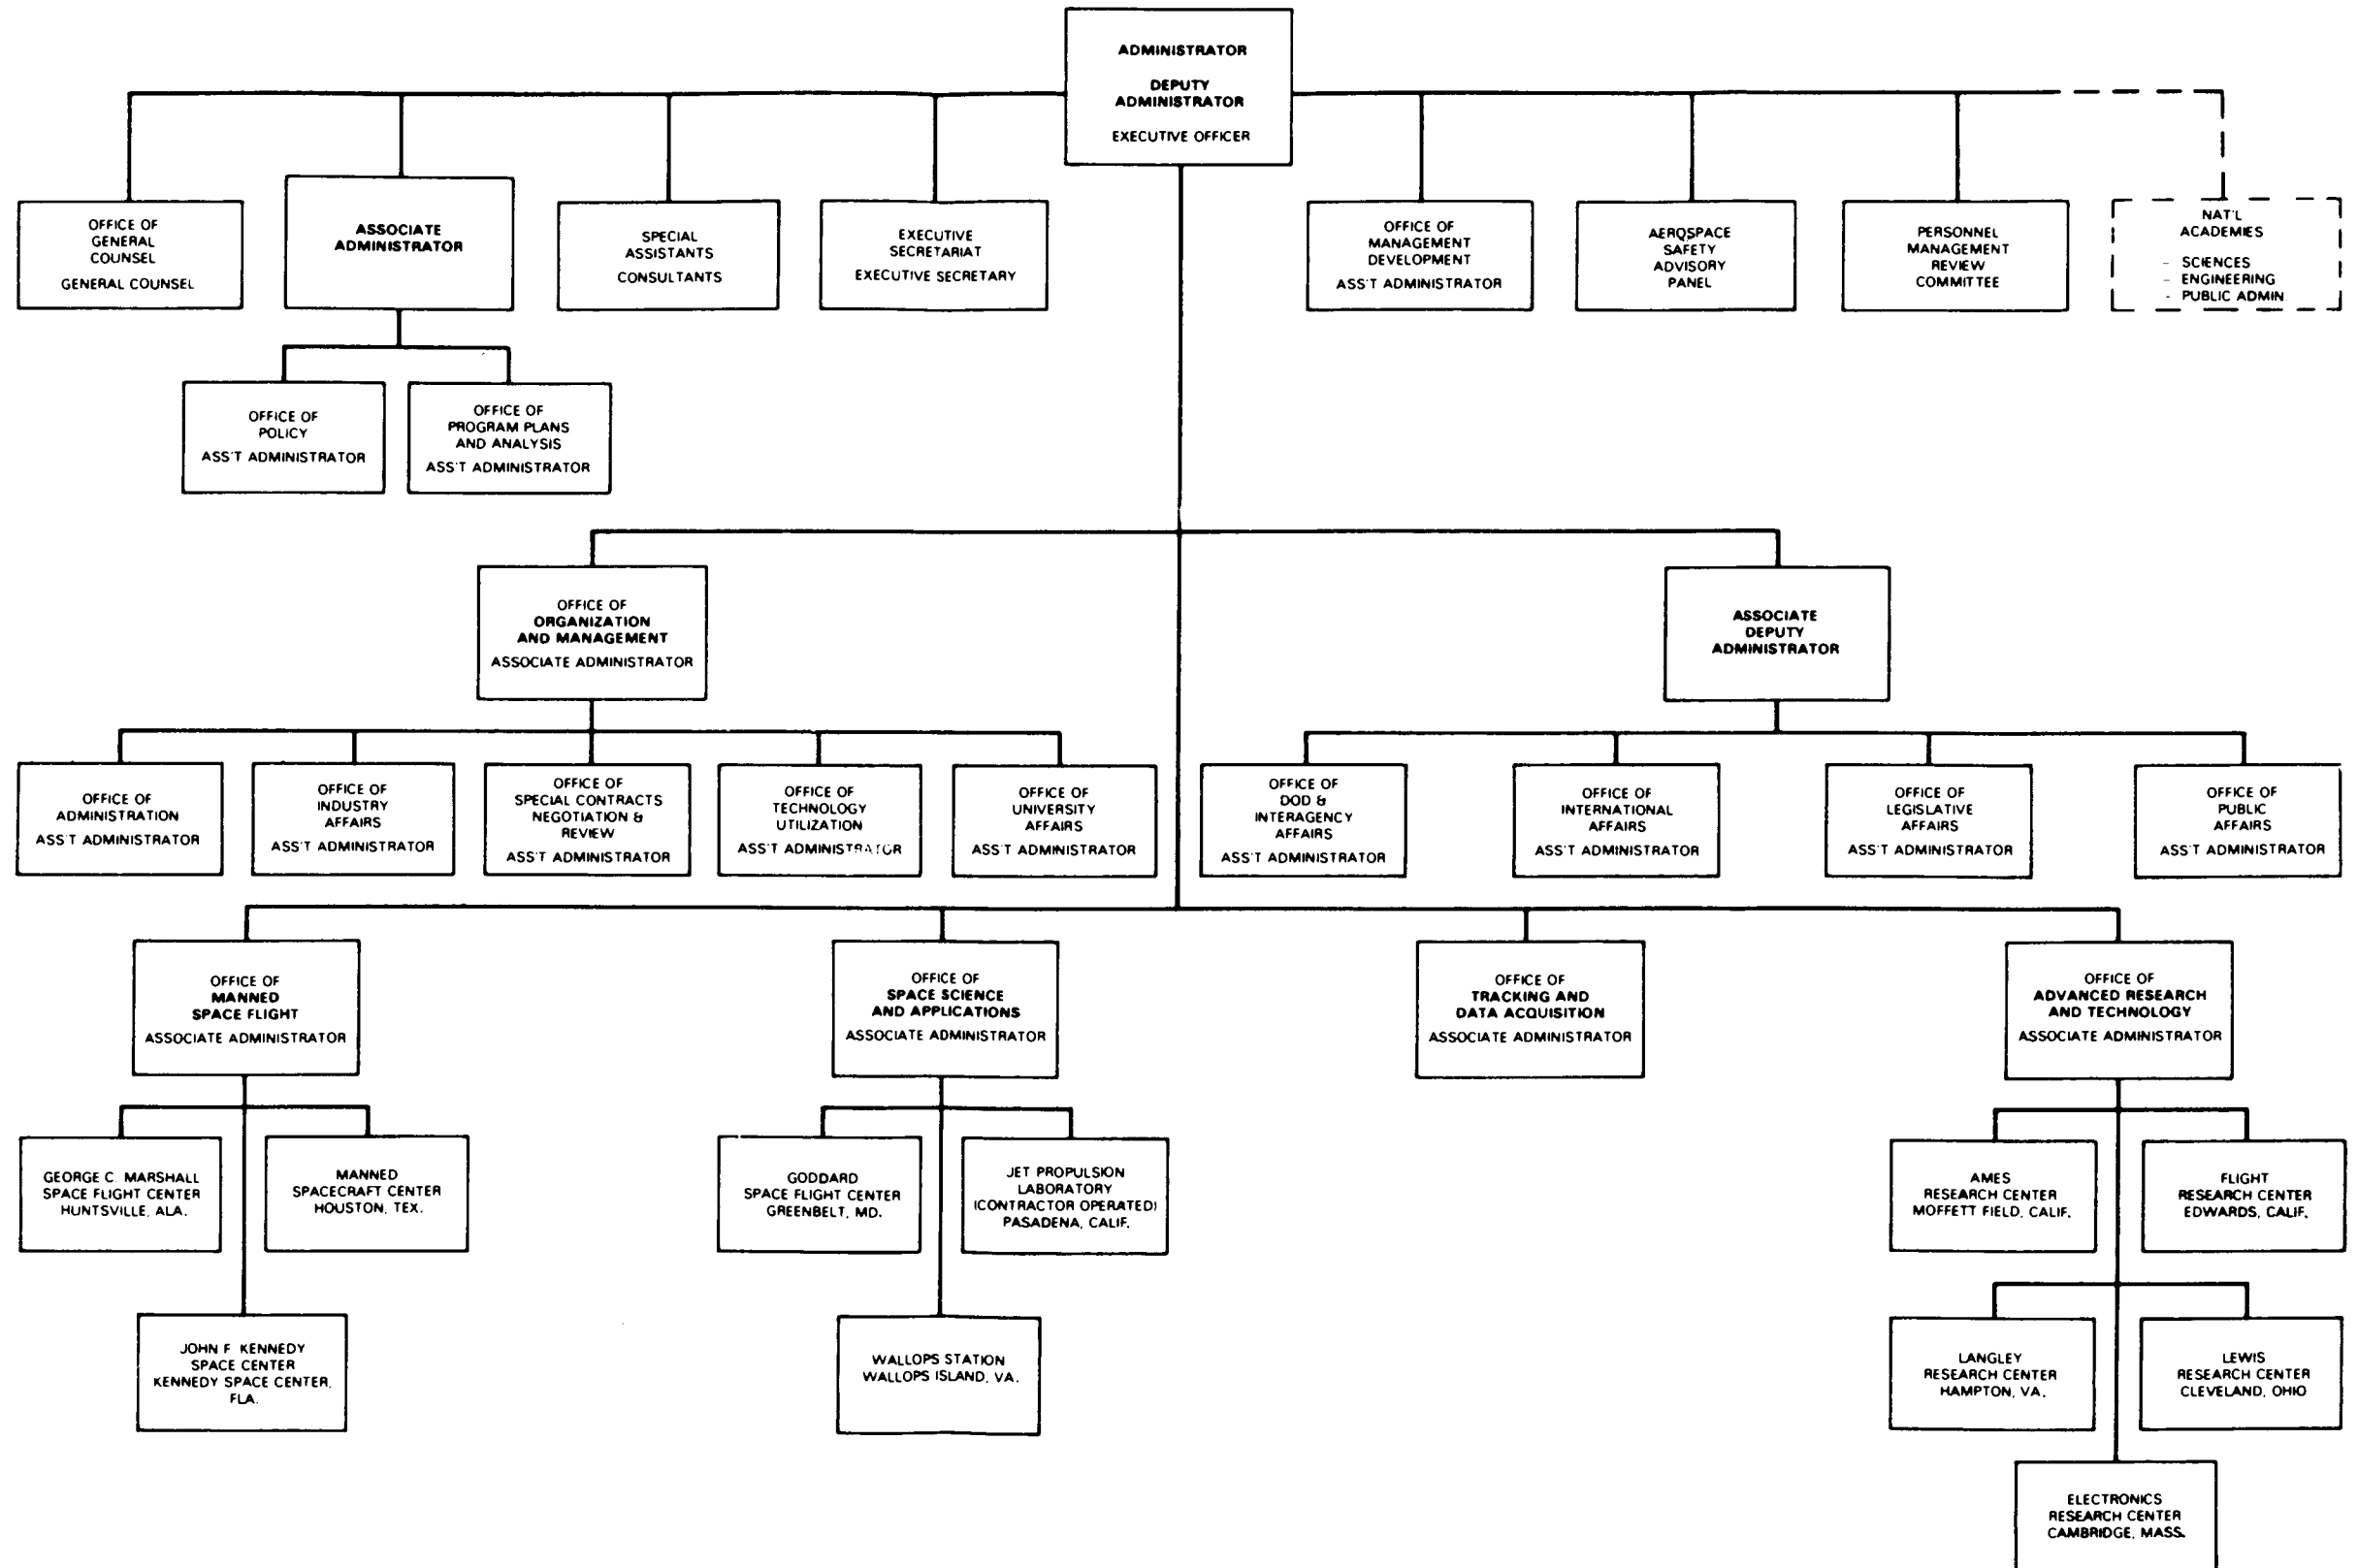 ADMINISTRATOR
DEPUTY
ADMINISTRATOR
EXECUTIVE OFFICER
OFFICE OF
GENERAL
COUNSEL
GENERAL COUNSEL
ASSOCIATE
ADMINISTRATOR
SPECIAL
ASSISTANTS
CONSULTANTS
EXECUTIVE
SECRETARIAT
EXECUTIVE SECRETARY
OFFICE OF
MANAGEMENT
DEVELOPMENT
ASS'T ADMINISTRATOR
AEROSPACE
SAFETY
ADVISORY
PANEL
PERSONNEL
MANAGEMENT
REVIEW
COMMITTEE
NAT'L
ACADEMIES
- SCIENCES
- ENGINEERING
- PUBLIC ADMIN.
OFFICE OF
POLICY
ASS'T ADMINISTRATOR
OFFICE OF
PROGRAM PLANS
AND ANALYSIS
ASS'T ADMINISTRATOR
OFFICE OF
ORGANIZATION
AND MANAGEMENT
ASSOCIATE ADMINISTRATOR
ASSOCIATE
DEPUTY
ADMINISTRATOR
OFFICE OF
ADMINISTRATION
ASS'T ADMINISTRATOR
OFFICE OF
INDUSTRY
AFFAIRS
ASS'T ADMINISTRATOR
OFFICE OF
SPECIAL CONTRACTS
NEGOTIATION &
REVIEW
ASS'T ADMINISTRATOR
OFFICE OF
TECHNOLOGY
UTILIZATION
ASS'T ADMINISTRATOR
OFFICE OF
UNIVERSITY
AFFAIRS
ASS'T ADMINISTRATOR
OFFICE OF
DOD &
INTERAGENCY
AFFAIRS
ASS'T ADMINISTRATOR
OFFICE OF
INTERNATIONAL
AFFAIRS
ASS'T ADMINISTRATOR
OFFICE OF
LEGISLATIVE
AFFAIRS
ASS'T ADMINISTRATOR
OFFICE OF
PUBLIC
AFFAIRS
ASS'T ADMINISTRATOR
OFFICE OF
MANNED
SPACE FLIGHT
ASSOCIATE ADMINISTRATOR
OFFICE OF
SPACE SCIENCE
AND APPLICATIONS
ASSOCIATE ADMINISTRATOR
OFFICE OF
TRACKING AND
DATA ACQUISITION
ASSOCIATE ADMINISTRATOR
OFFICE OF
ADVANCED RESEARCH
AND TECHNOLOGY
ASSOCIATE ADMINISTRATOR
GEORGE C. MARSHALL
SPACE FLIGHT CENTER
HUNTSVILLE, ALA.
MANNED
SPACECRAFT CENTER
HOUSTON, TEX.
GODDARD
SPACE FLIGHT CENTER
GREENBELT, MD.
JET PROPULSION
LABORATORY
(CONTRACTOR OPERATED)
PASADENA, CALIF.
AMES
RESEARCH CENTER
MOFFETT FIELD, CALIF.
FLIGHT
RESEARCH CENTER
EDWARDS, CALIF.
JOHN F. KENNEDY
SPACE CENTER
KENNEDY SPACE CENTER,
FLA.
WALLOPS STATION
WALLOPS ISLAND, VA.
LANGLEY
RESEARCH CENTER
HAMPTON, VA.
LEWIS
RESEARCH CENTER
CLEVELAND, OHIO
ELECTRONICS
RESEARCH CENTER
CAMBRIDGE, MASS.